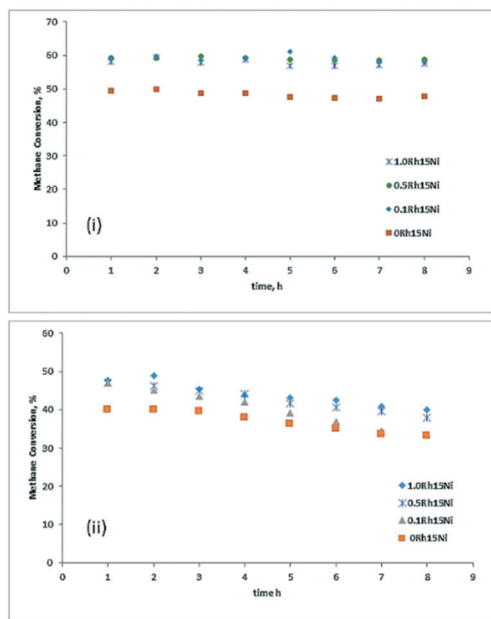 70
60
50
40
30
20
10
0
Methane Conversion, %
1.0Rh15Ni
0.5Rh15Ni
0.1Rh15Ni
0Rh15Ni
(i)
0 1 2 3 4 5 6 7 8 9
time, h
60
50
40
30
20
10
0
Methane Conversion, %
1.0Rh15Ni
0.5Rh15Ni
0.1Rh15Ni
0Rh15Ni
(ii)
0 1 2 3 4 5 6 7 8 9
time h